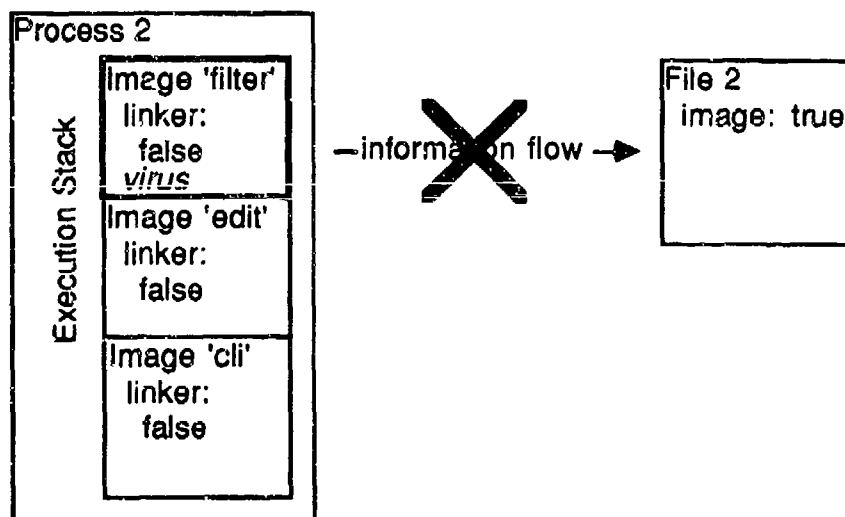 Process 2
Execution Stack
Image 'filter'
linker:
false
virus
Image 'edit'
linker:
false
Image 'cli'
linker:
false
information flow
File 2
image: true